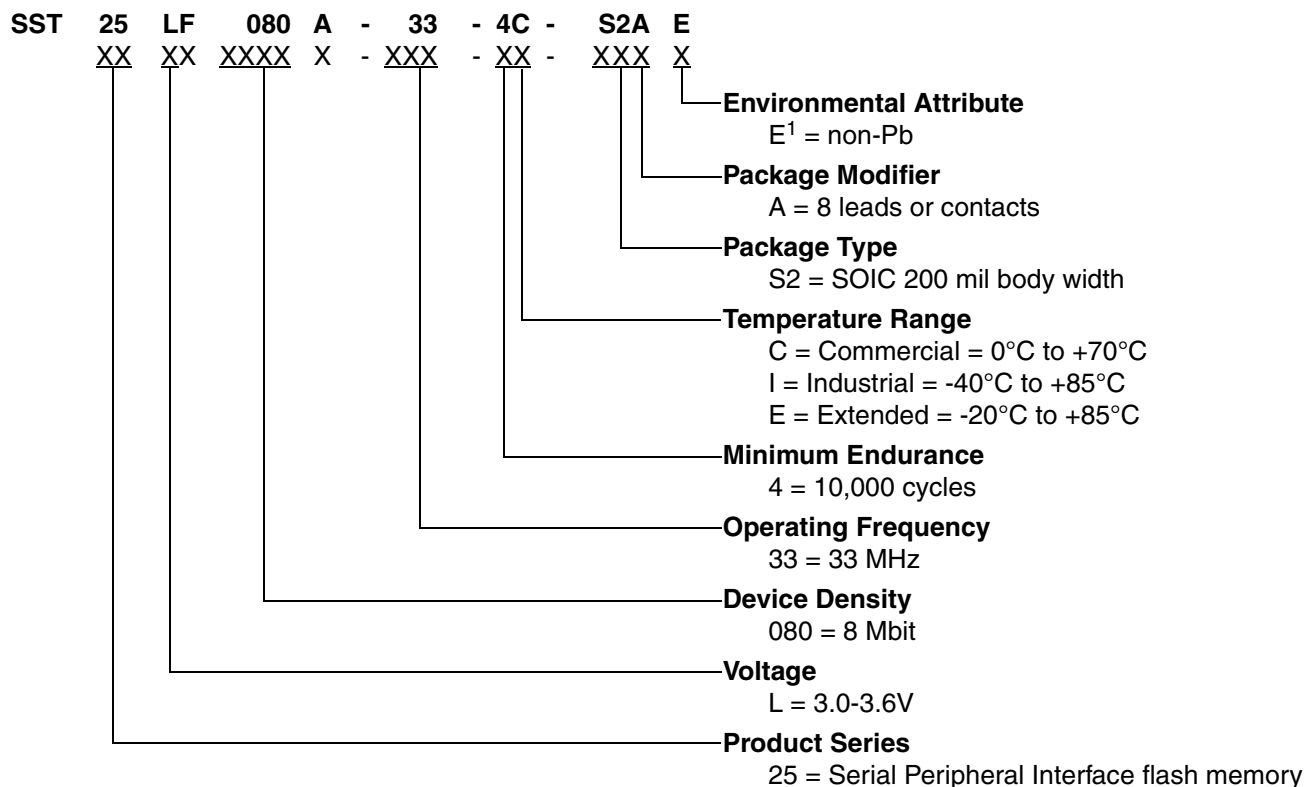 SST 25 LF 080 A - 33 - 4C - S2A E
XX XX XXXX X - XXX - XX - XXX X
Environmental Attribute
E1 = non-Pb
Package Modifier
A = 8 leads or contacts
Package Type
S2 = SOIC 200 mil body width
Temperature Range
C = Commercial = 0°C to +70°C
I = Industrial = -40°C to +85°C
E = Extended = -20°C to +85°C
Minimum Endurance
4 = 10,000 cycles
Operating Frequency
33 = 33 MHz
Device Density
080 = 8 Mbit
Voltage
L = 3.0-3.6V
Product Series
25 = Serial Peripheral Interface flash memory